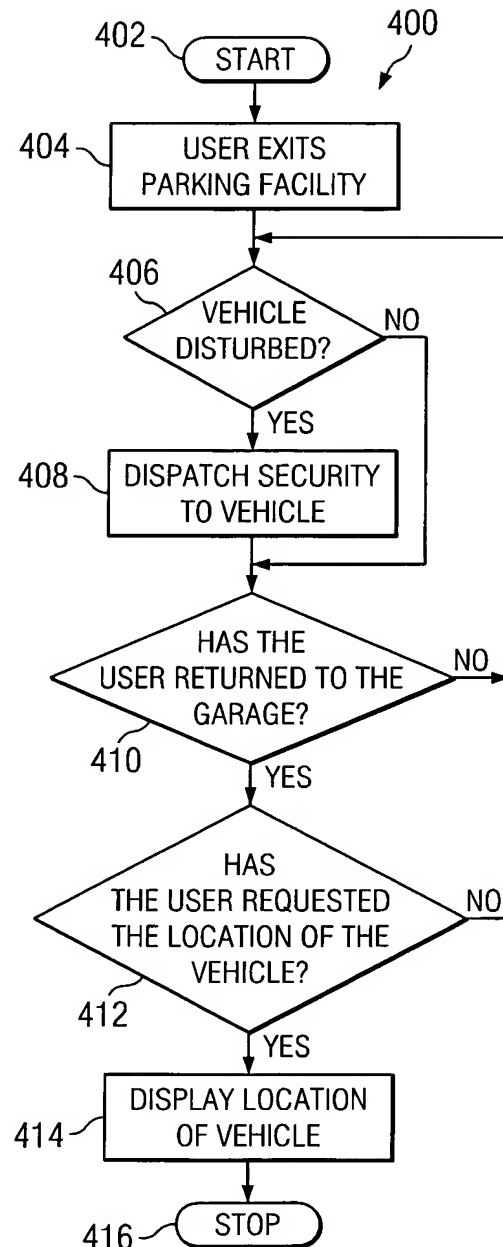 402
START
400
404
USER EXITS
PARKING FACILITY
406
VEHICLE
DISTURBED?
NO
YES
408
DISPATCH SECURITY
TO VEHICLE
HAS THE
USER RETURNED TO THE
GARAGE?
NO
410
YES
HAS
THE USER REQUESTED
THE LOCATION OF THE
VEHICLE?
NO
412
YES
414
DISPLAY LOCATION
OF VEHICLE
416
STOP